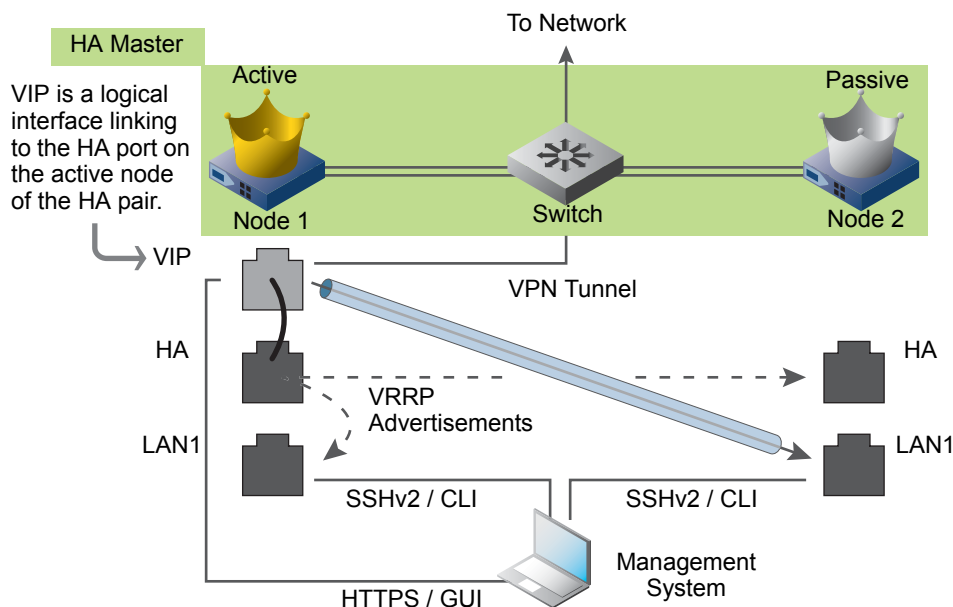 To Network
HA Master
Active
Passive
VIP is a logical
interface linking
to the HA port on
the active node
of the HA pair.
Node 1
Switch
Node 2
VIP
VPN Tunnel
HA
HA
VRRP
Advertisements
LAN1
LAN1
SSHv2 / CLI
SSHv2 / CLI
Management
System
HTTPS / GUI